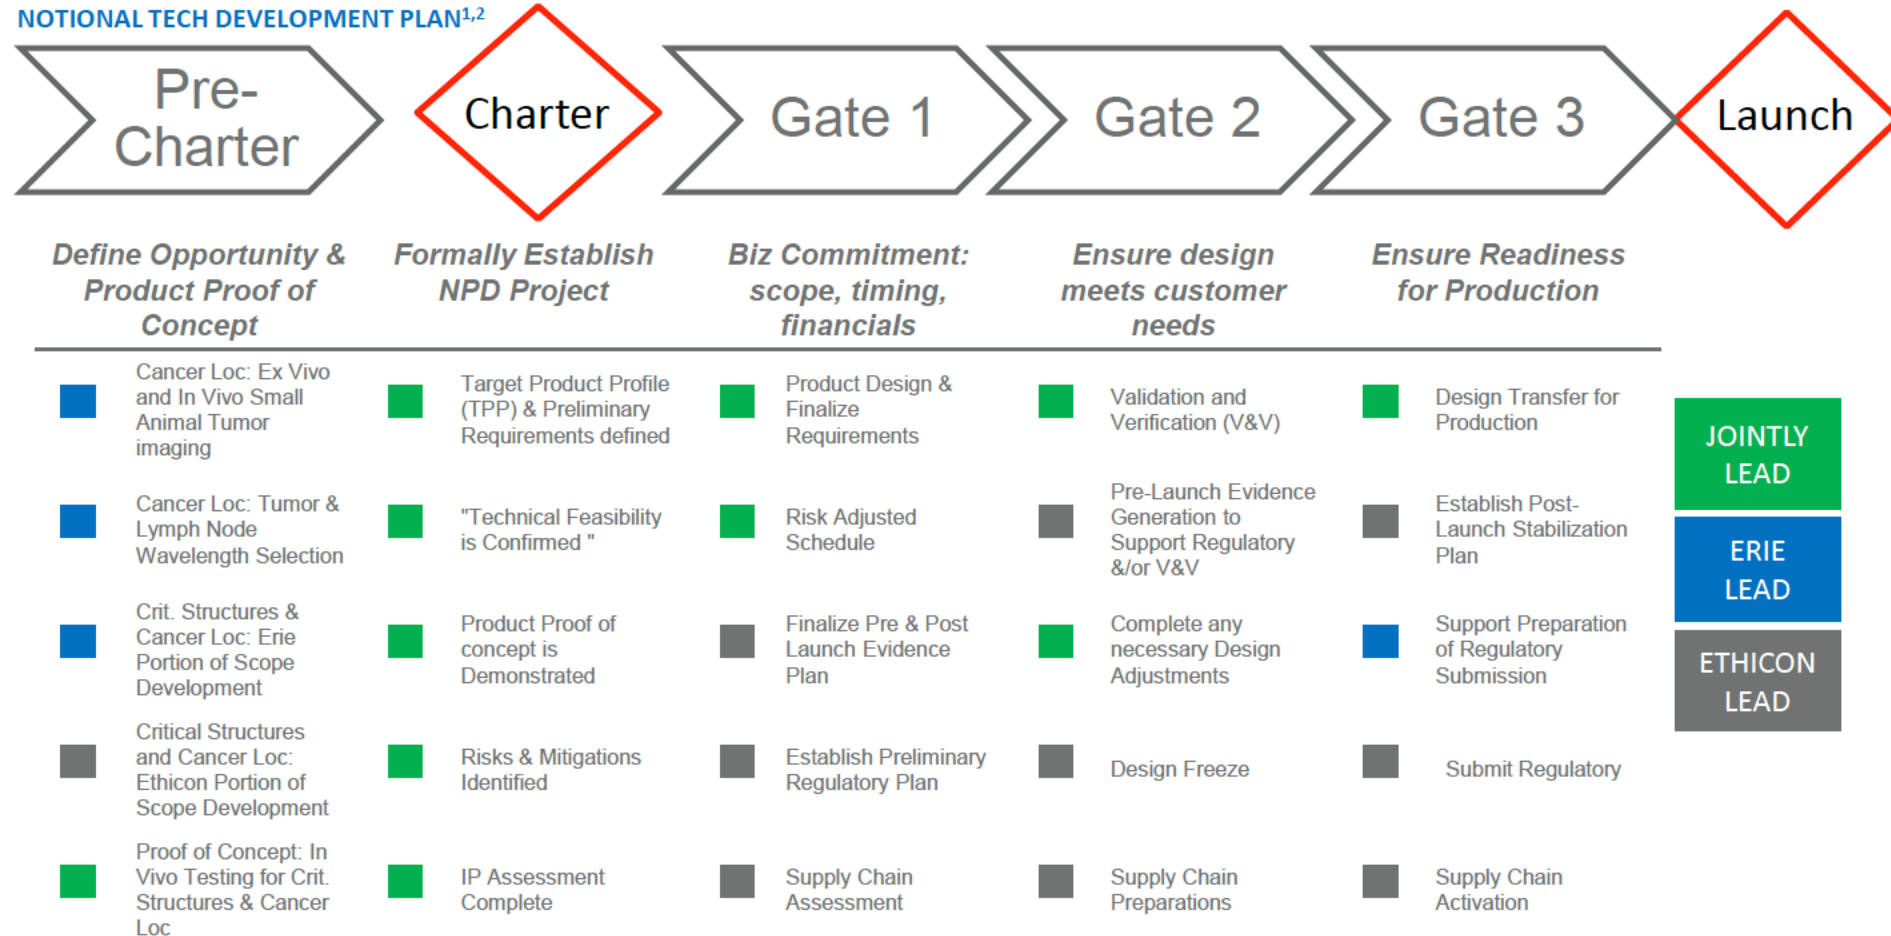 NOTIONAL TECH DEVELOPMENT PLAN1,2
Pre-
Charter
Charter
Gate 1
Gate 2
Gate 3
Launch
Define Opportunity &
Product Proof of
Concept
Formally Establish
NPD Project
Biz Commitment:
scope, timing,
financials
Ensure design
meets customer
needs
Ensure Readiness
for Production
Cancer Loc: Ex Vivo
and In Vivo Small
Animal Tumor
imaging
Target Product Profile
(TPP) & Preliminary
Requirements defined
Product Design &
Finalize
Requirements
Validation and
Verification (V&V)
Design Transfer for
Production
Cancer Loc: Tumor &
Lymph Node
Wavelength Selection
"Technical Feasibility
is Confirmed "
Risk Adjusted
Schedule
Pre-Launch Evidence
Generation to
Support Regulatory
&/or V&V
Establish Post-
Launch Stabilization
Plan
Crit. Structures &
Cancer Loc: Erie
Portion of Scope
Development
Product Proof of
concept is
Demonstrated
Finalize Pre & Post
Launch Evidence
Plan
Complete any
necessary Design
Adjustments
Support Preparation
of Regulatory
Submission
Critical Structures
and Cancer Loc:
Ethicon Portion of
Scope Development
Risks & Mitigations
Identified
Establish Preliminary
Regulatory Plan
Design Freeze
Submit Regulatory
Proof of Concept: In
Vivo Testing for Crit.
Structures & Cancer
Loc
IP Assessment
Complete
Supply Chain
Assessment
Supply Chain
Preparations
Supply Chain
Activation
JOINTLY
LEAD
ERIE
LEAD
ETHICON
LEAD